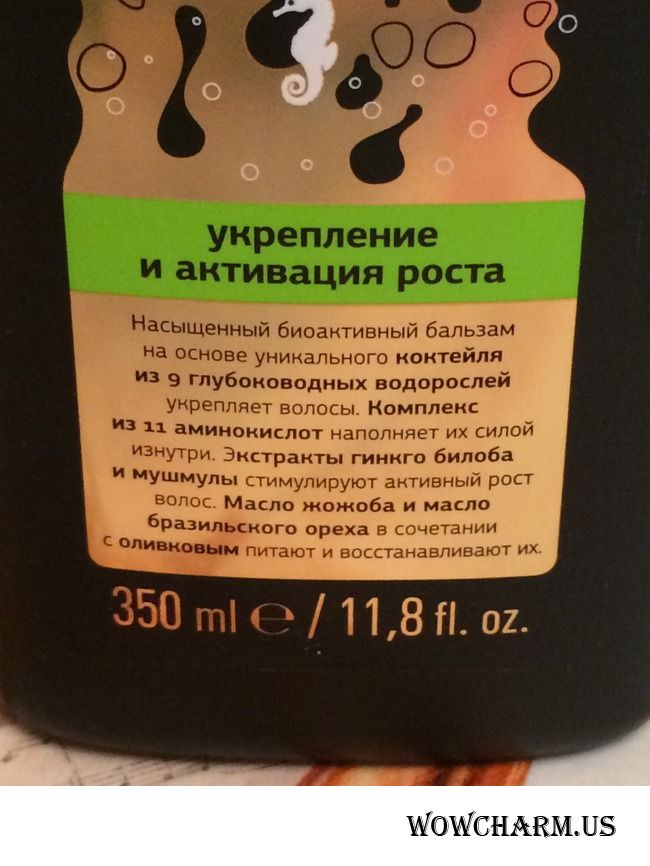 укрепление
и активация роста
Насыщенный биоактивный бальзам
на основе уникального коктейля
из 9 глубоководных водорослей
укрепляет волосы. Комплекс
из 11 аминокислот наполняет их силой
изнутри. Экстракты гинкго билоба
и мушмулы стимулируют активный рост
волос. Масло жожоба и масло
бразильского ореха в сочетании
с оливковым питают и восстанавливают их.
350 ml ℮ / 11,8 fl. oz.
WOWCHARM.US